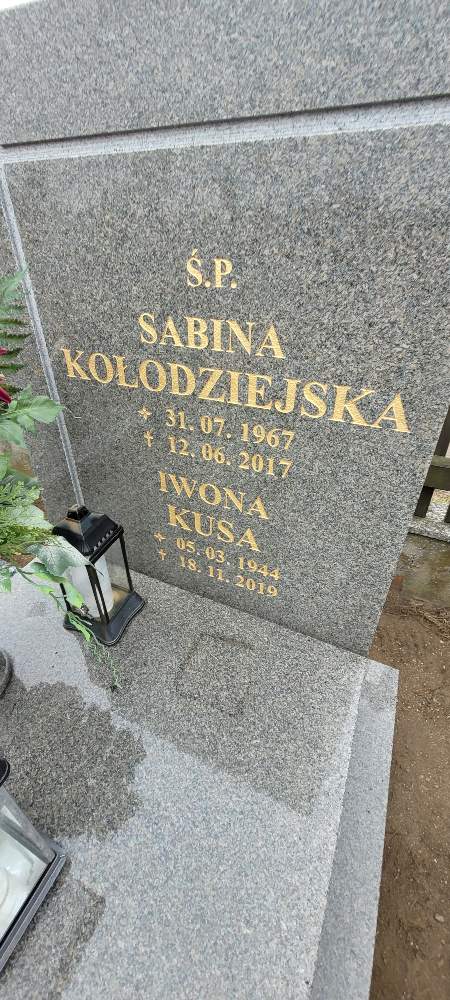 Ś.P.
SABINA
KOŁODZIEJSKA
* 31. 07. 1967
† 12. 06. 2017
IWONA
KUSA
* 05. 03. 1944
† 18. 11. 2019